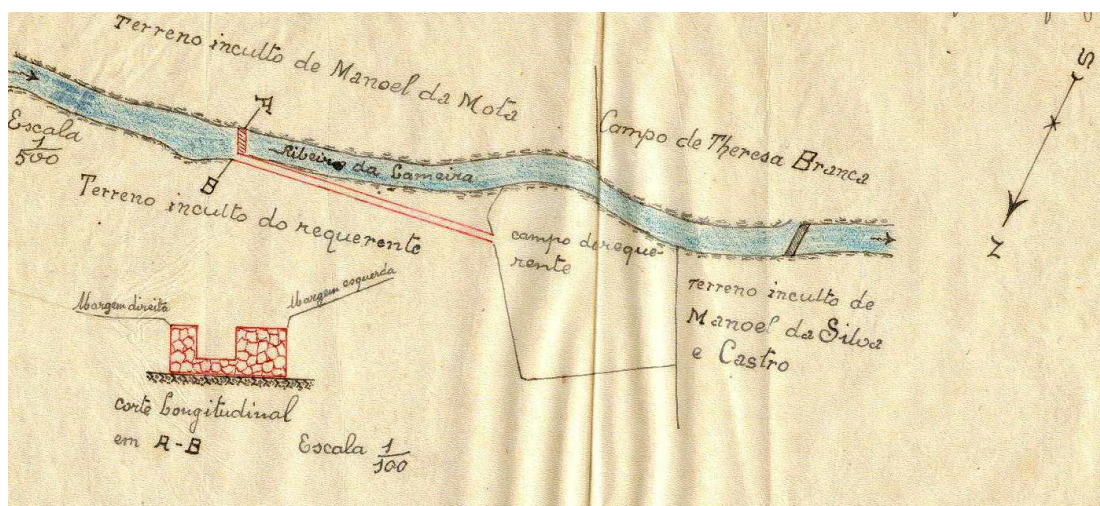 Terreno inculto de Manoel da Mota
S
Escala
1/500
A
Ribeiro da Lameira
Campo de Theresa Branca
B
Terreno inculto do requerente
campo do reque-
rente
N
terreno inculto de
Manoel da Silva
e Castro
Margem direita
Margem esquerda
corte Longitudinal
em A-B
Escala 1/100